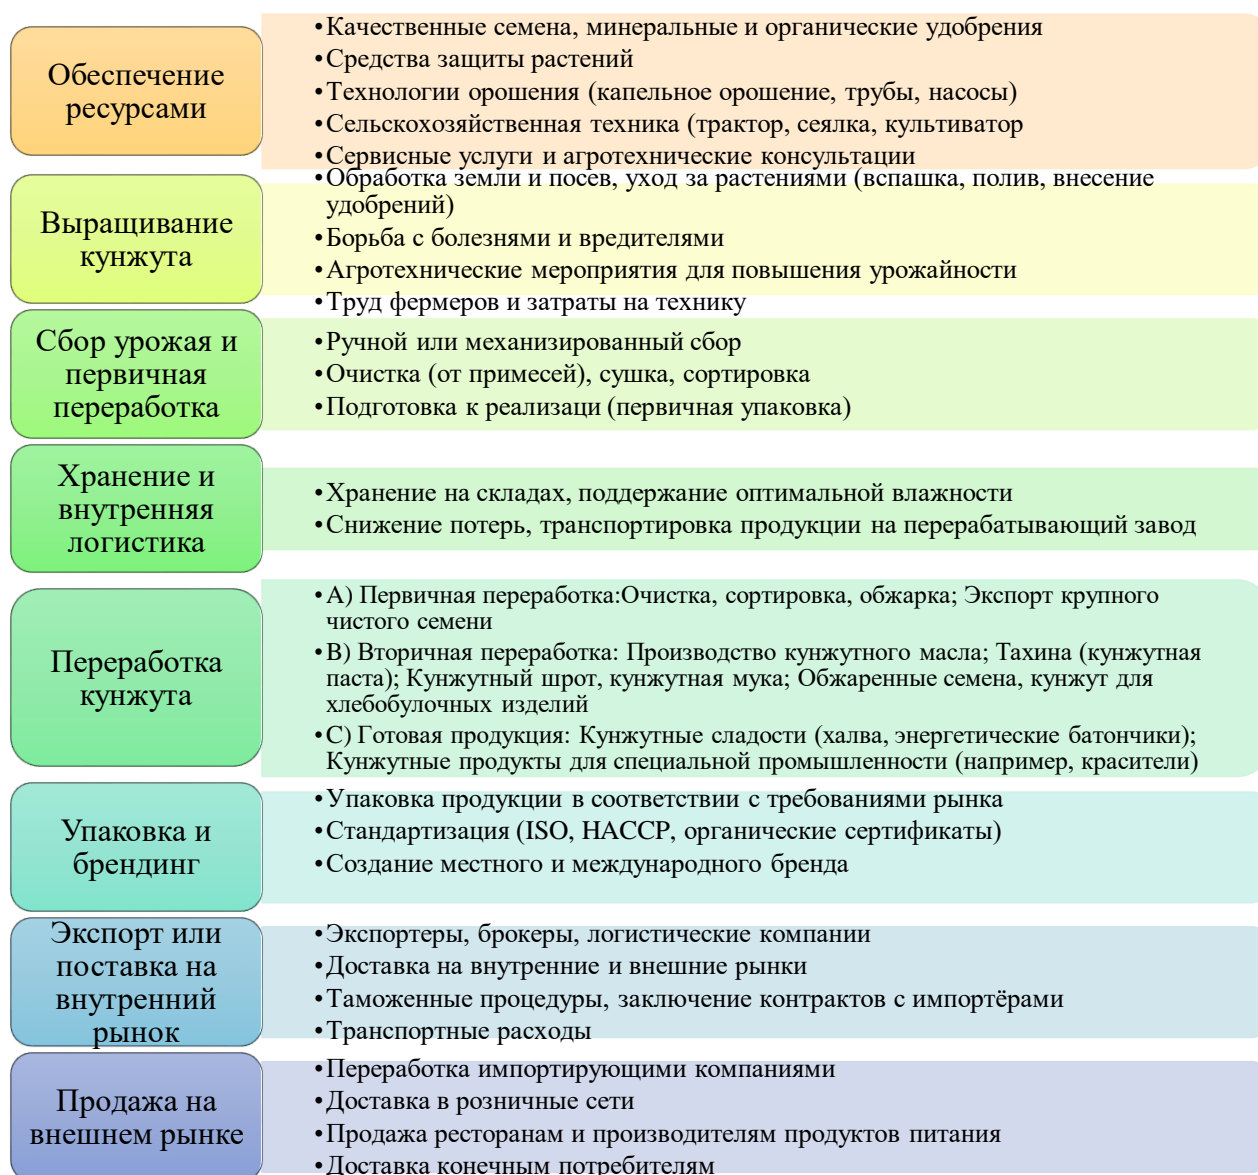 Обеспечение
ресурсами
•Качественные семена, минеральные и органические удобрения
•Средства защиты растений
•Технологии орошения (капельное орошение, трубы, насосы)
•Сельскохозяйственная техника (трактор, сеялка, культиватор
•Сервисные услуги и агротехнические консультации
Выращивание
кунжута
•Обработка земли и посев, уход за растениями (вспашка, полив, внесение
удобрений)
•Борьба с болезнями и вредителями
•Агротехнические мероприятия для повышения урожайности
•Труд фермеров и затраты на технику
Сбор урожая и
первичная
переработка
•Ручной или механизированный сбор
•Очистка (от примесей), сушка, сортировка
•Подготовка к реализаци (первичная упаковка)
Хранение и
внутренняя
логистика
•Хранение на складах, поддержание оптимальной влажности
•Снижение потерь, транспортировка продукции на перерабатывающий завод
Переработка
кунжута
•А) Первичная переработка:Очистка, сортировка, обжарка; Экспорт крупного
чистого семени
•В) Вторичная переработка: Производство кунжутного масла; Тахина (кунжутная
паста); Кунжутный шрот, кунжутная мука; Обжаренные семена, кунжут для
хлебобулочных изделий
•С) Готовая продукция: Кунжутные сладости (халва, энергетические батончики);
Кунжутные продукты для специальной промышленности (например, красители)
Упаковка и
брендинг
•Упаковка продукции в соответствии с требованиями рынка
•Стандартизация (ISO, HACCP, органические сертификаты)
•Создание местного и международного бренда
Экспорт или
поставка на
внутренний
рынок
•Экспортеры, брокеры, логистические компании
•Доставка на внутренние и внешние рынки
•Таможенные процедуры, заключение контрактов с импортёрами
•Транспортные расходы
Продажа на
внешнем рынке
•Переработка импортирующими компаниями
•Доставка в розничные сети
•Продажа ресторанам и производителям продуктов питания
•Доставка конечным потребителям